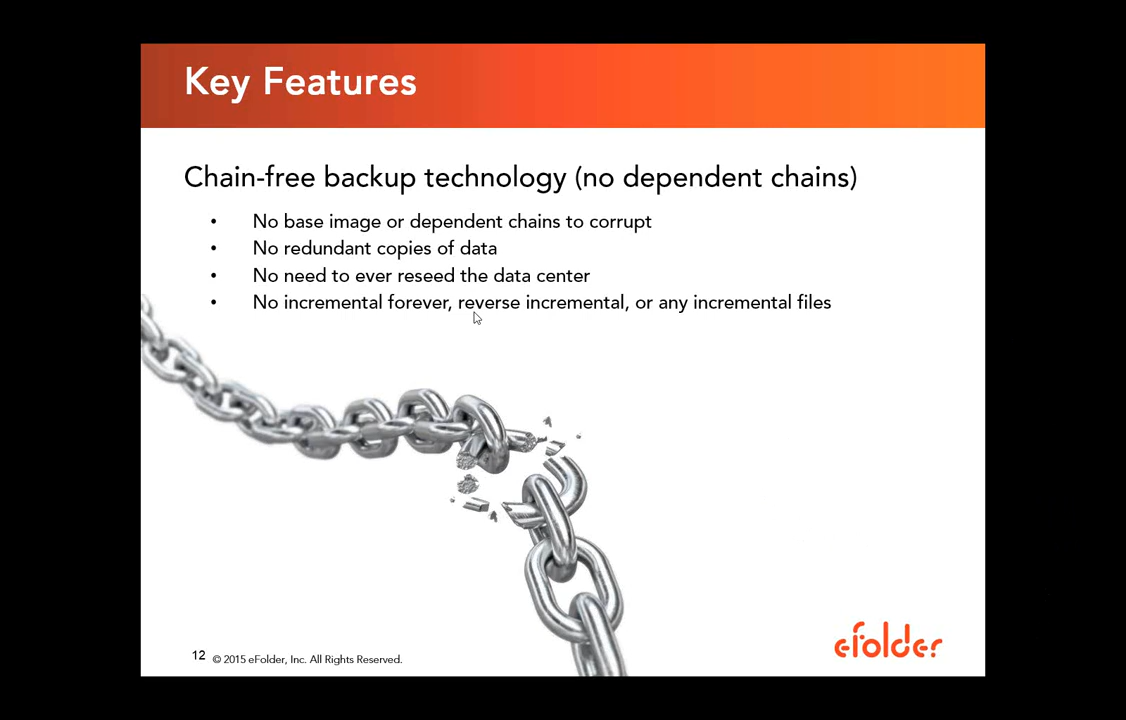 Key Features
Chain-free backup technology (no dependent chains)
• No base image or dependent chains to corrupt
• No redundant copies of data
• No need to ever reseed the data center
• No incremental forever, reverse incremental, or any incremental files
12 © 2015 eFolder, Inc. All Rights Reserved.
efolder